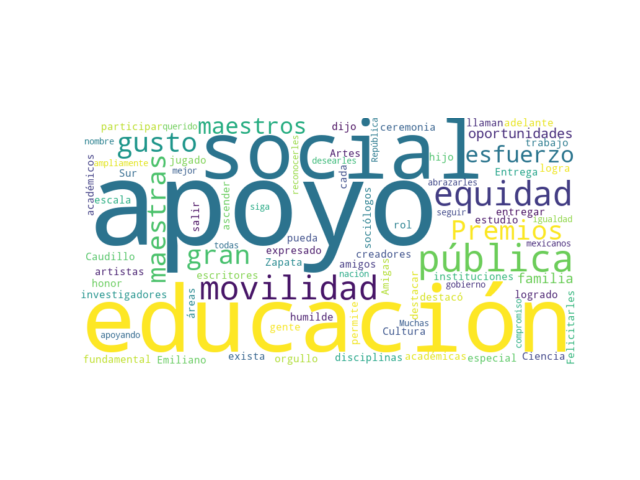 participar querido maestros dijo ceremonia llaman adelante
nombre gusto social República oportunidades
ampliamente jugado Artes hijo esfuerzo trabajo
académicos maestras mejor reconocerles desearles cada Entrega logra
Sur apoyo abrazarles equidad
escala ascender salir siga sociólogos rol seguir entregar igualdad
todas pueda Premios estudio
Caudillo gran expresado creadores pública mexicanos
artistas Zapata amigos instituciones
honor escritores nación Amigas destacar gobierno familia
investigadores movilidad destacó logrado
áreas humilde permite Muchas compromiso Felicitarles
apoyando educación gente Cultura
fundamental Emiliano exista orgullo disciplinas académicas especial Ciencia